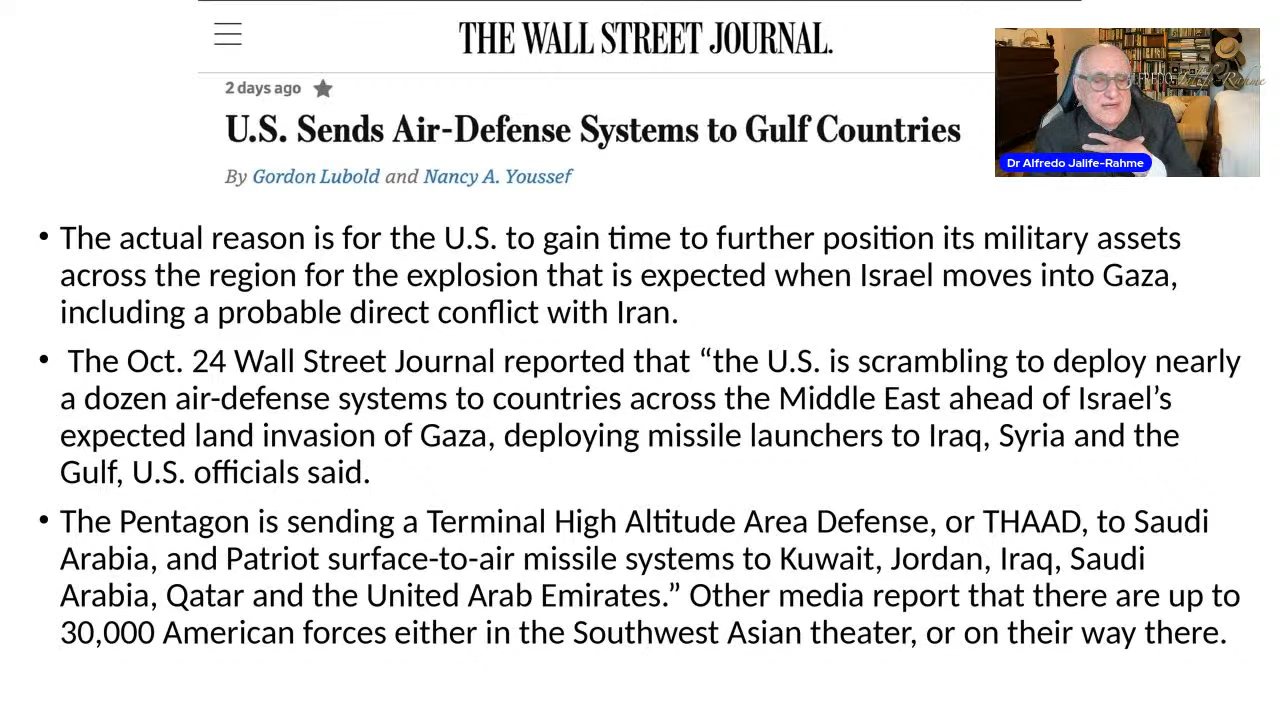 THE WALL STREET JOURNAL.
2 days ago
U.S. Sends Air-Defense Systems to Gulf Countries
By Gordon Lubold and Nancy A. Youssef
Dr Alfredo Jalife-Rahme
• The actual reason is for the U.S. to gain time to further position its military assets
across the region for the explosion that is expected when Israel moves into Gaza,
including a probable direct conflict with Iran.
• The Oct. 24 Wall Street Journal reported that “the U.S. is scrambling to deploy nearly
a dozen air-defense systems to countries across the Middle East ahead of Israel’s
expected land invasion of Gaza, deploying missile launchers to Iraq, Syria and the
Gulf, U.S. officials said.
• The Pentagon is sending a Terminal High Altitude Area Defense, or THAAD, to Saudi
Arabia, and Patriot surface-to-air missile systems to Kuwait, Jordan, Iraq, Saudi
Arabia, Qatar and the United Arab Emirates.” Other media report that there are up to
30,000 American forces either in the Southwest Asian theater, or on their way there.